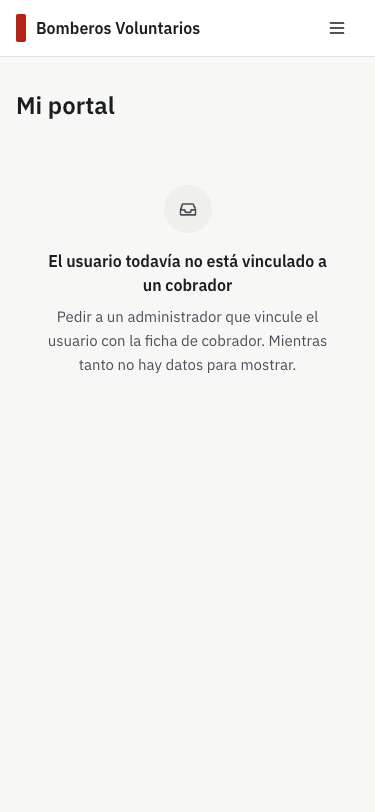 Bomberos Voluntarios
Mi portal
El usuario todavía no está vinculado a
un cobrador
Pedir a un administrador que vincule el
usuario con la ficha de cobrador. Mientras
tanto no hay datos para mostrar.